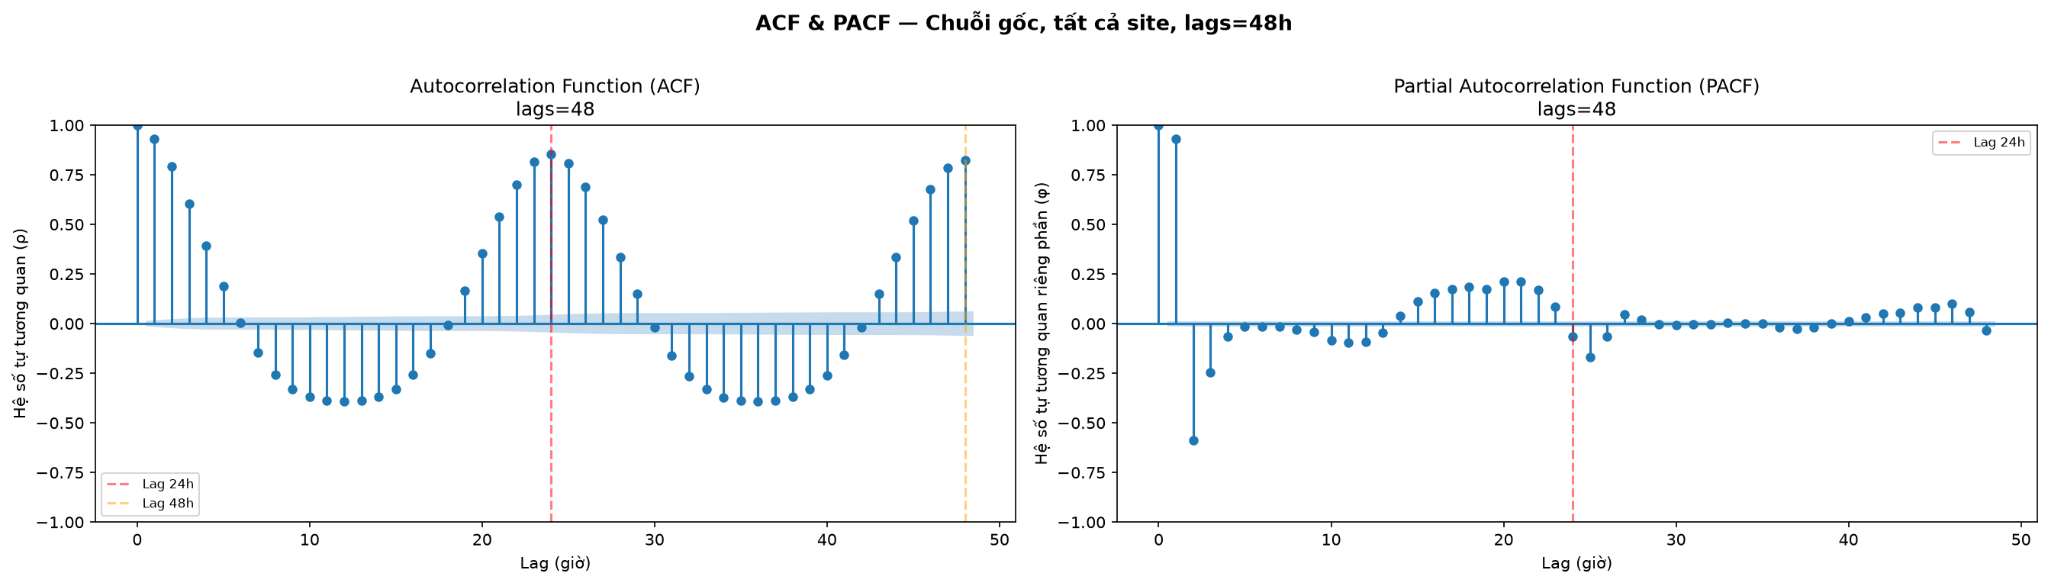 ACF & PACF — Chuỗi gốc, tất cả site, lags=48h
Autocorrelation Function (ACF)
lags=48
Hệ số tự tương quan (ρ)
1.00
0.75
0.50
0.25
0.00
−0.25
−0.50
−0.75
−1.00
Lag 24h
Lag 48h
0 10 20 30 40 50
Lag (giờ)
Partial Autocorrelation Function (PACF)
lags=48
Hệ số tự tương quan riêng phần (φ)
1.00
0.75
0.50
0.25
0.00
−0.25
−0.50
−0.75
−1.00
Lag 24h
0 10 20 30 40 50
Lag (giờ)